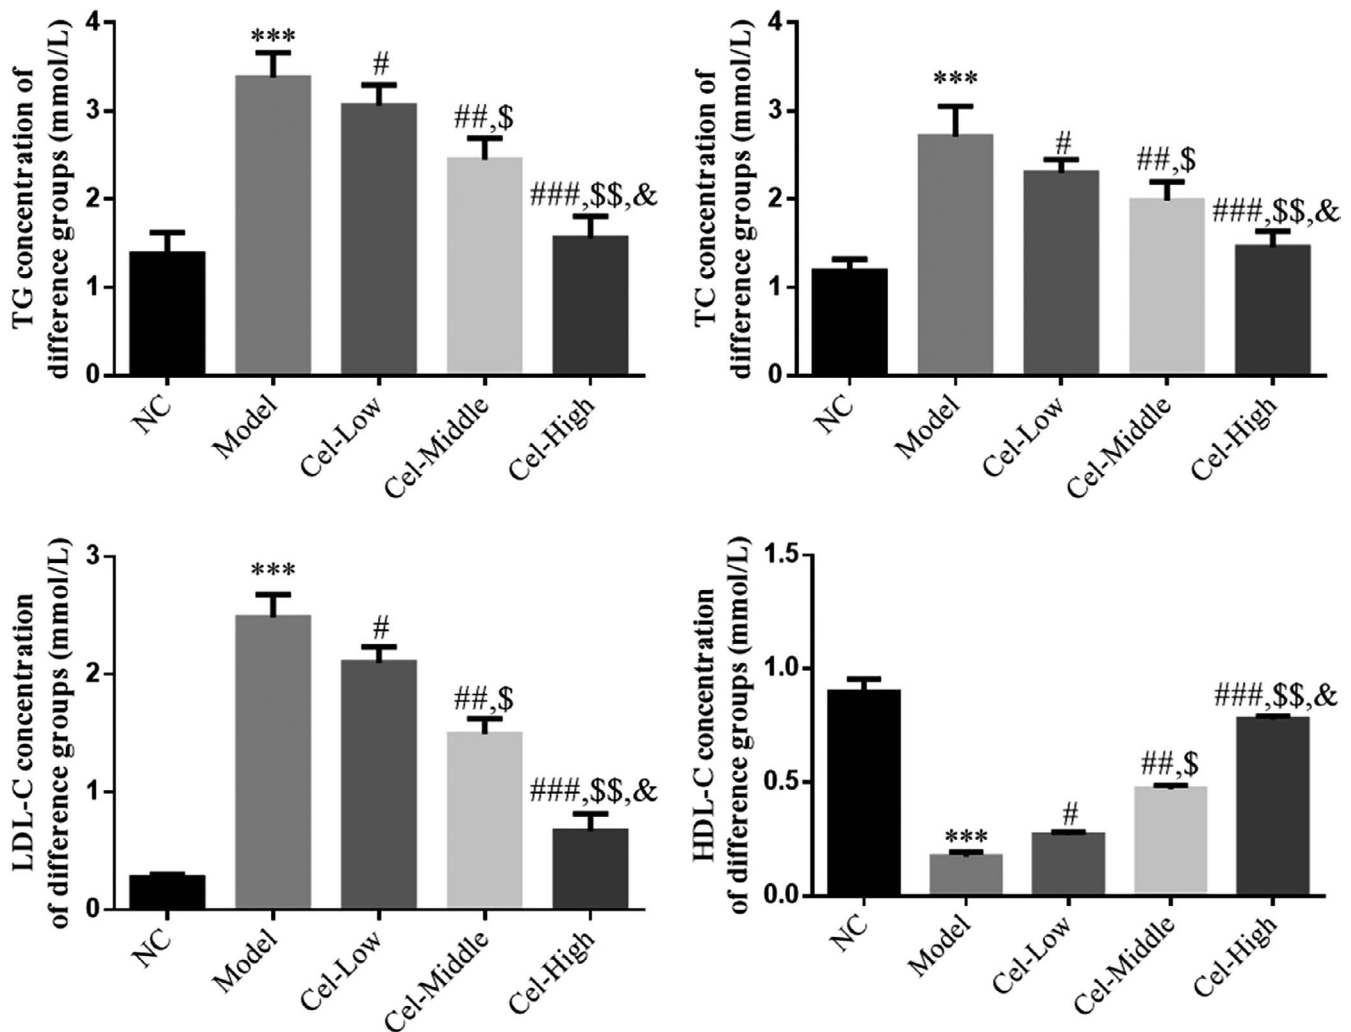 TG concentration of
difference groups (mmol/L)
4
3
2
1
0
***
#
##,$
###,$$,&
NC
Model
Cel-Low
Cel-Middle
Cel-High
TC concentration of
difference groups (mmol/L)
4
3
2
1
0
***
#
##,$
###,$$,&
NC
Model
Cel-Low
Cel-Middle
Cel-High
LDL-C concentration
of difference groups (mmol/L)
3
2
1
0
***
#
##,$
###,$$,&
NC
Model
Cel-Low
Cel-Middle
Cel-High
HDL-C concentration
of difference groups (mmol/L)
1.5
1.0
0.5
0.0
***
#
##,$
###,$$,&
NC
Model
Cel-Low
Cel-Middle
Cel-High